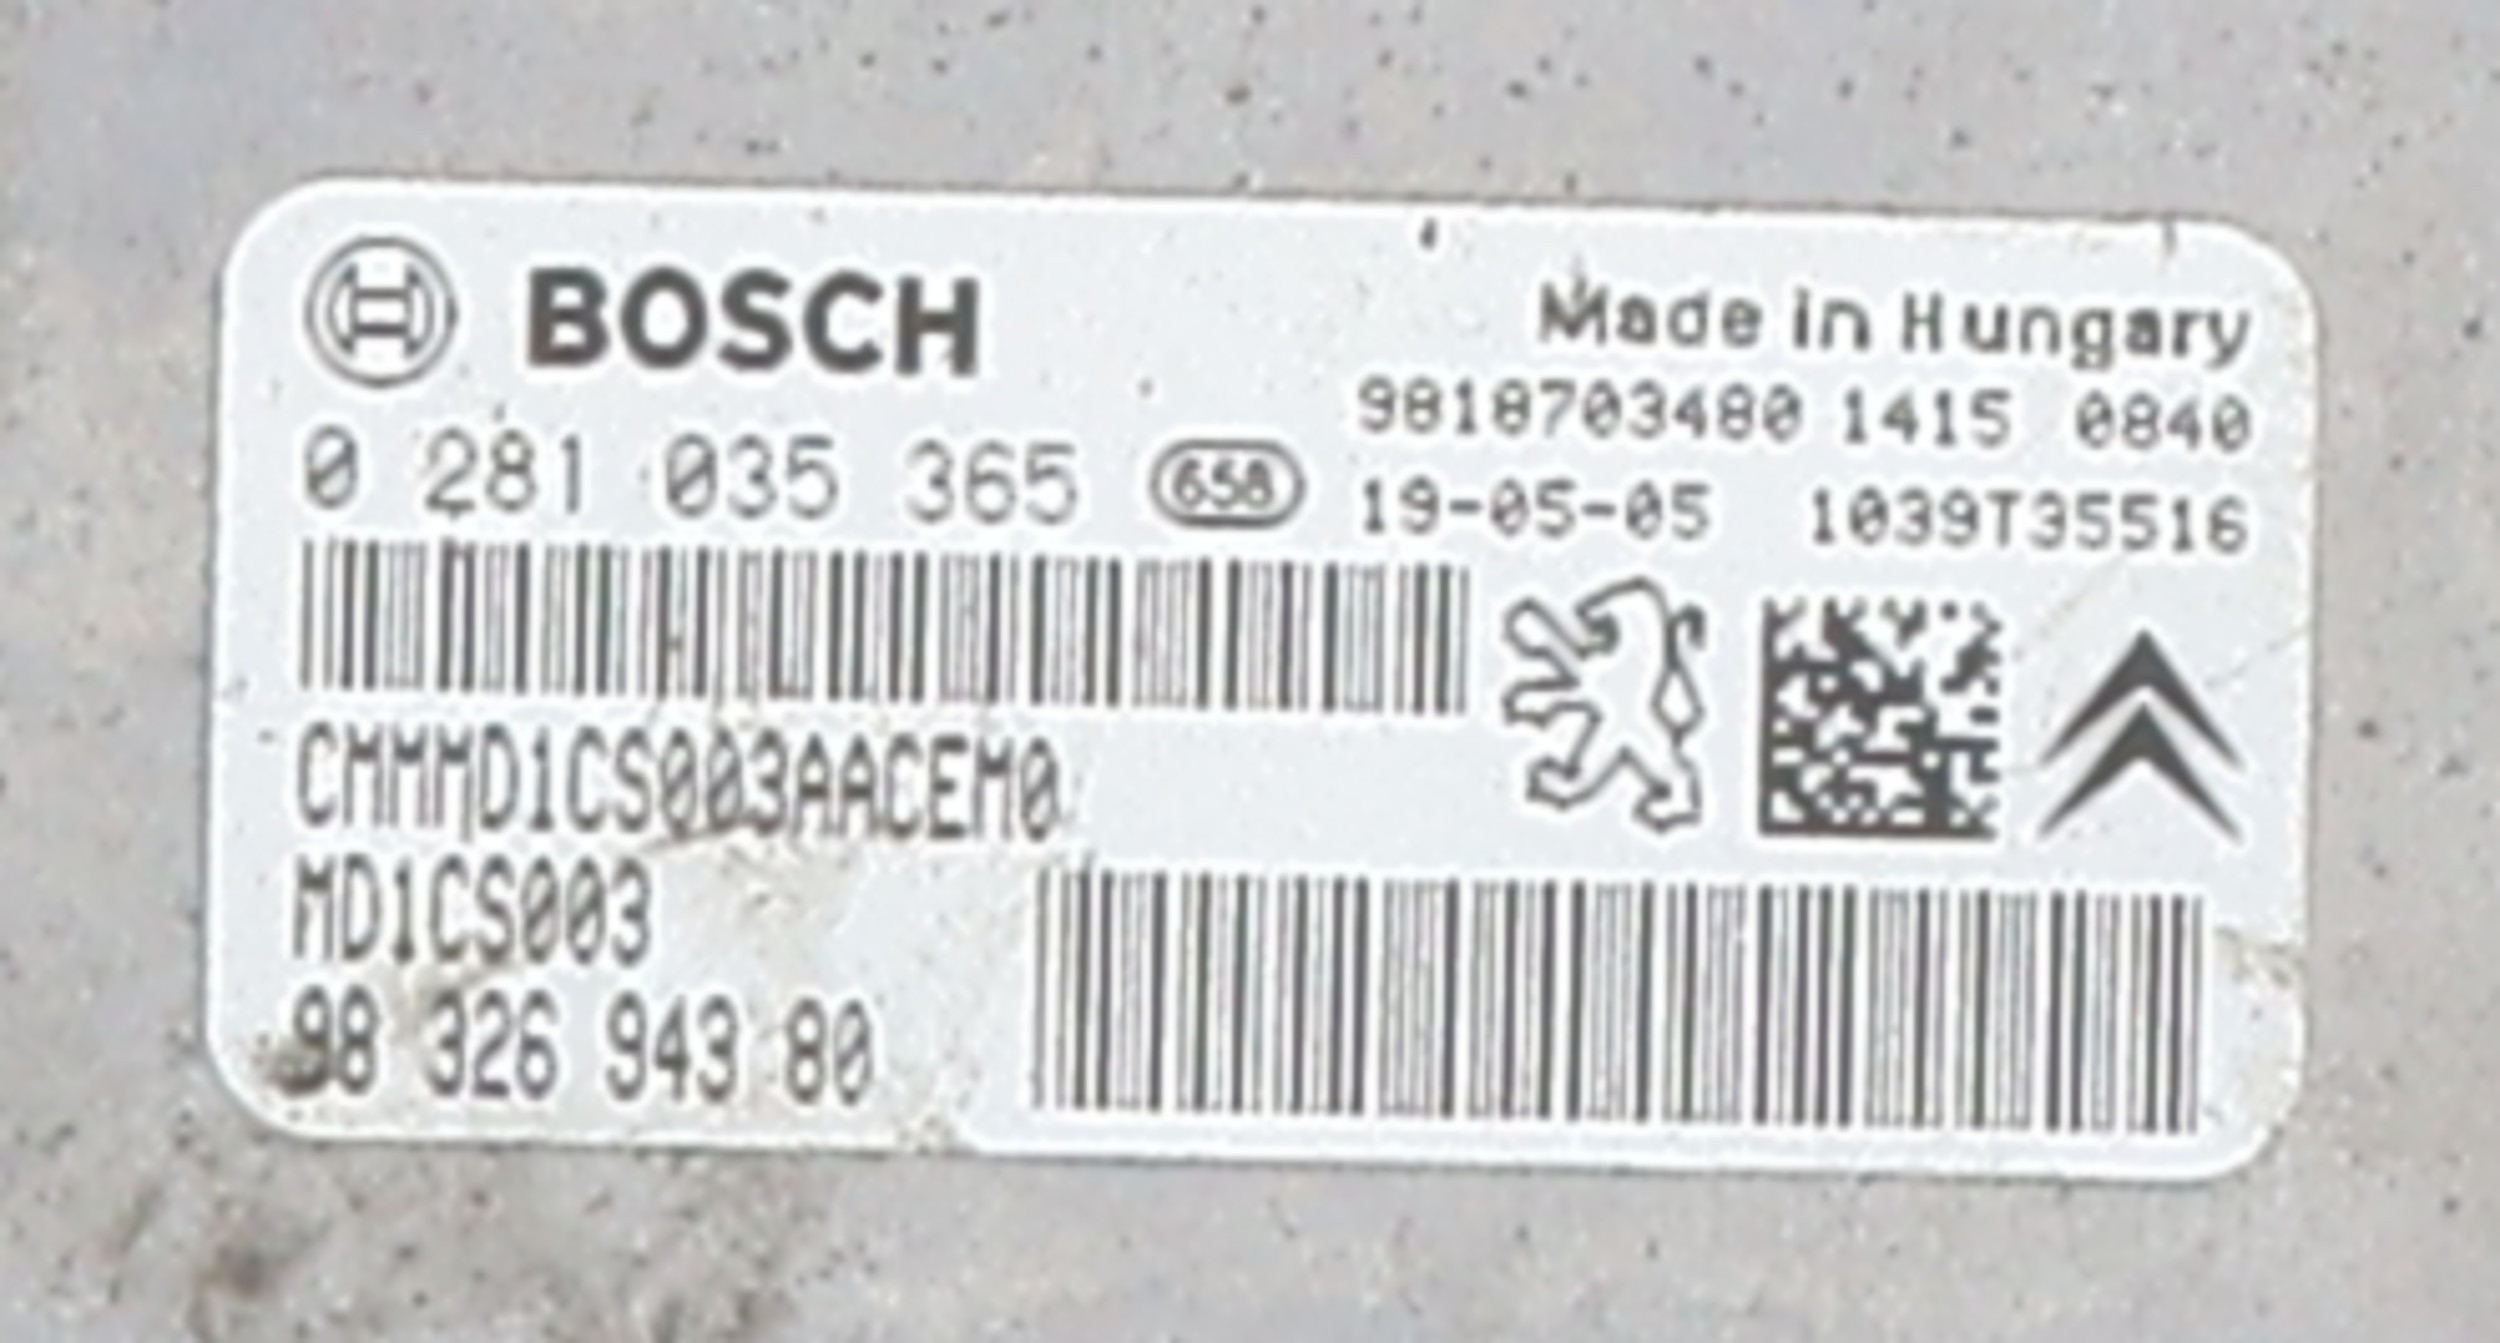 BOSCH
Made in Hungary
9818703480 1415 0840
0 281 035 365 658
19-05-05 1039T35516
CMMMD1CS003AACEM0
MD1CS003
98 326 943 80